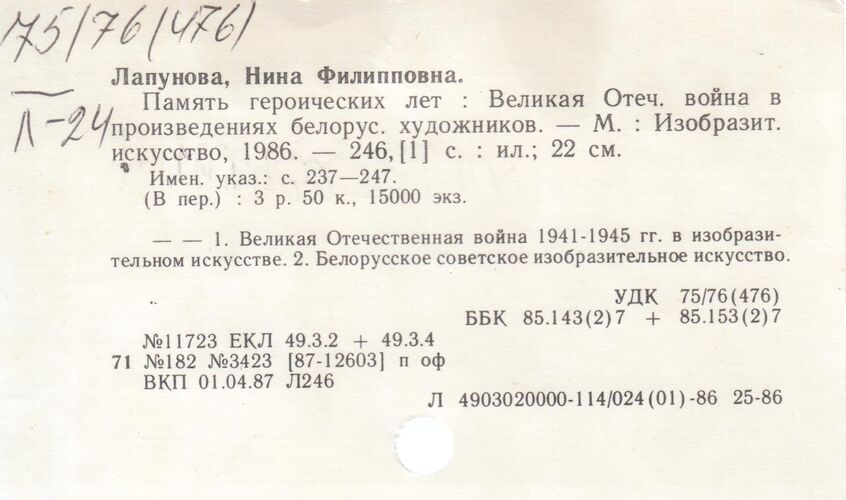 75/76(476)
Л-24
Лапунова, Нина Филипповна.
Память героических лет : Великая Отеч. война в
произведениях белорус. художников. — М. : Изобразит.
искусство, 1986. — 246, [1] с. : ил.; 22 см.
Имен. указ.: с. 237—247.
(В пер.) : 3 р. 50 к., 15000 экз.
— — 1. Великая Отечественная война 1941-1945 гг. в изобрази-
тельном искусстве. 2. Белорусское советское изобразительное искусство.
УДК 75/76(476)
ББК 85.143(2)7 + 85.153(2)7
№11723 ЕКЛ 49.3.2 + 49.3.4
71 №182 №3423 [87-12603] п оф
ВКП 01.04.87 Л246
Л 4903020000-114/024(01)-86 25-86